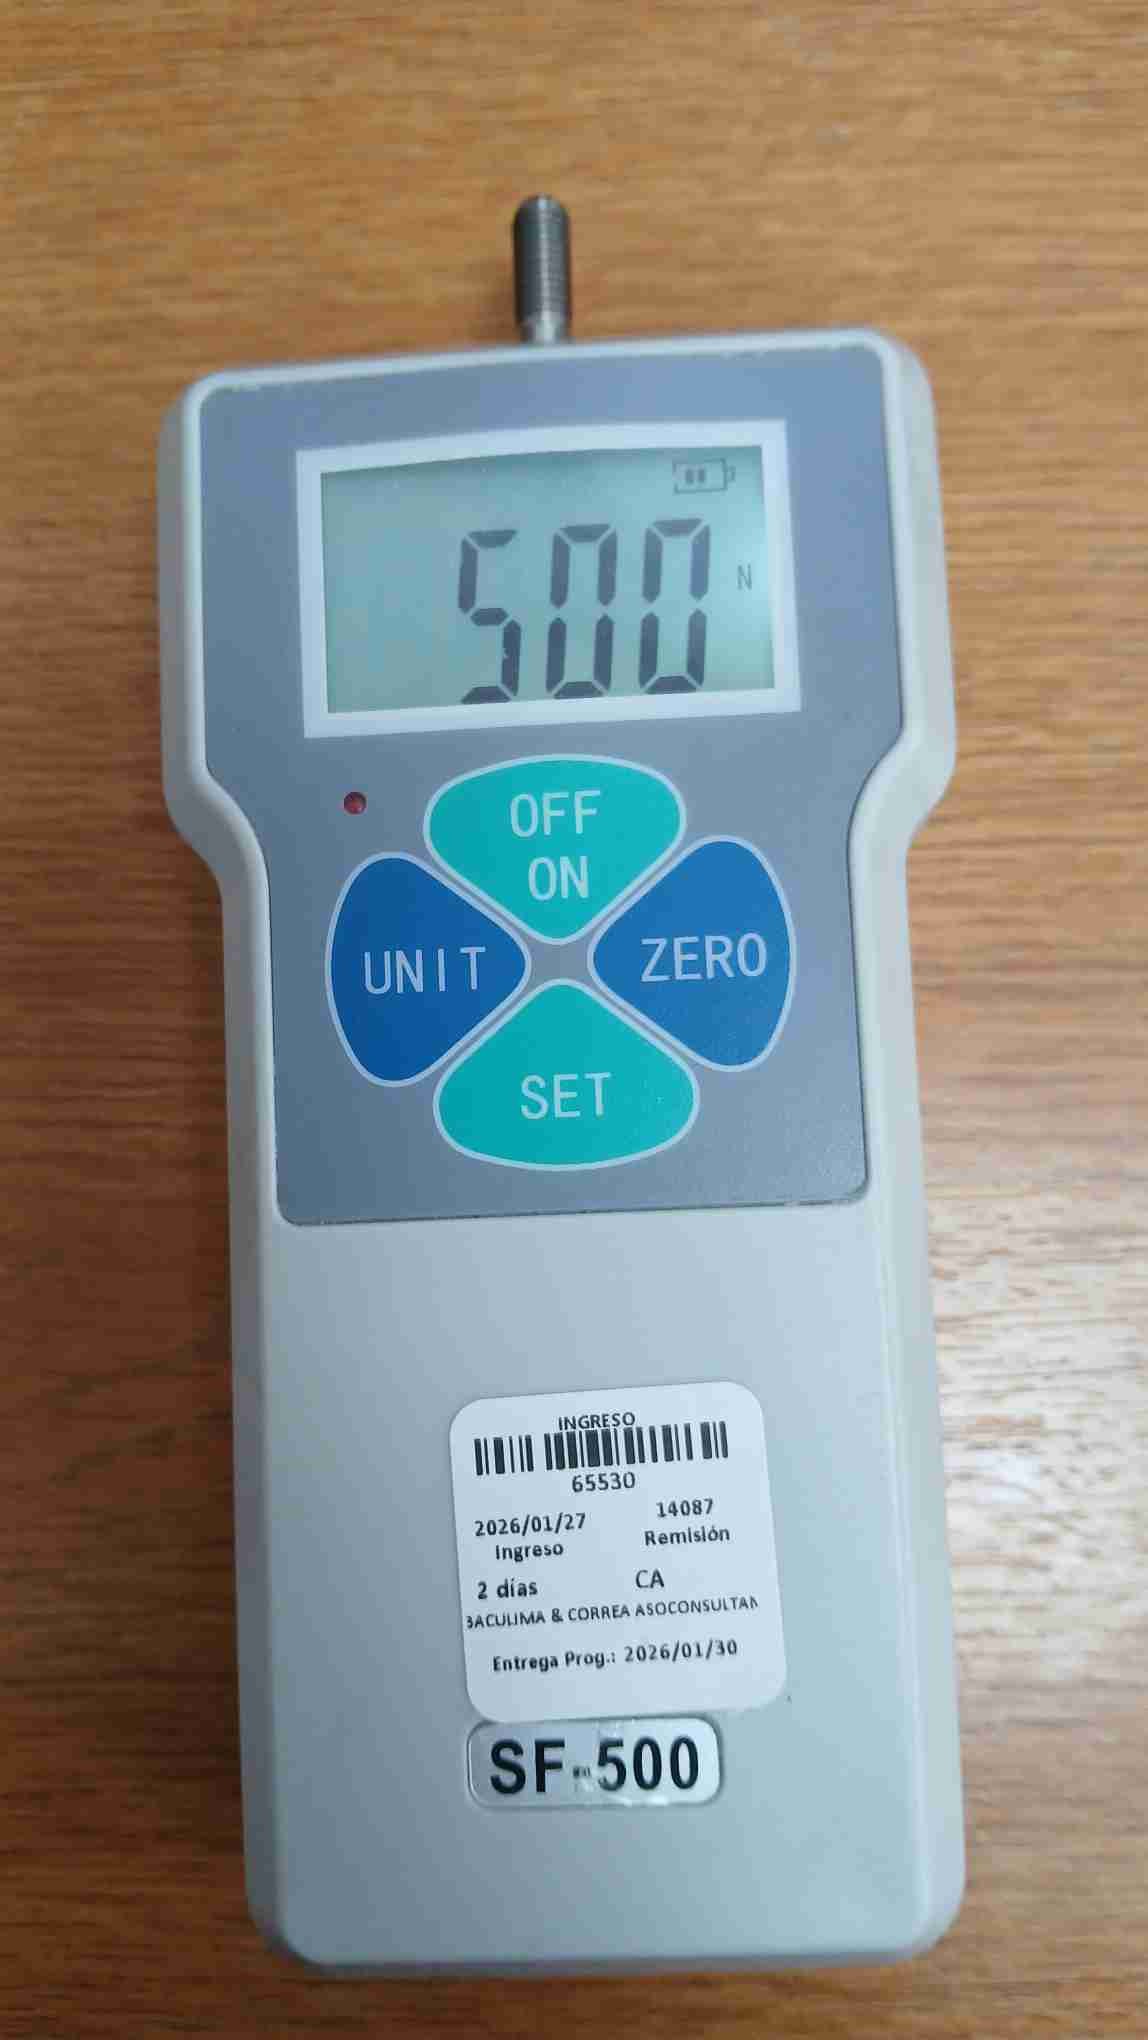 500 N
OFF
ON
UNIT
ZERO
SET
INGRESO
65530
2026/01/27 14087
Ingreso Remisión
2 días CA
BACULIMA & CORREA ASOCONSULTAN
Entrega Prog.: 2026/01/30
SF-500